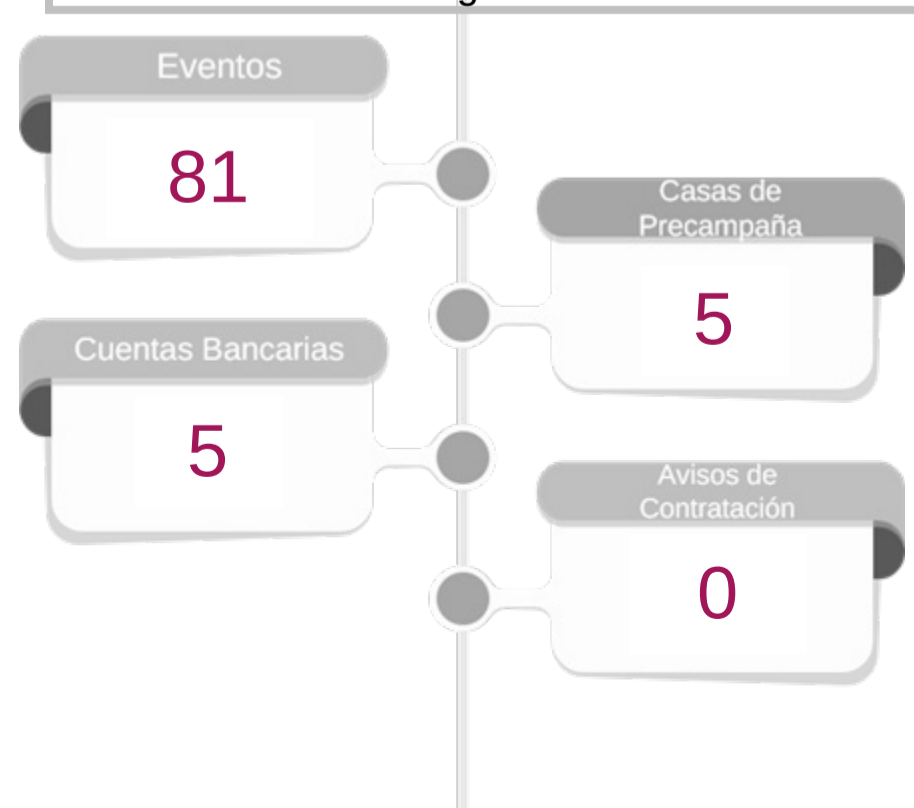 Eventos
81
Casas de
Precampaña
5
Cuentas Bancarias
5
Avisos de
Contratación
0